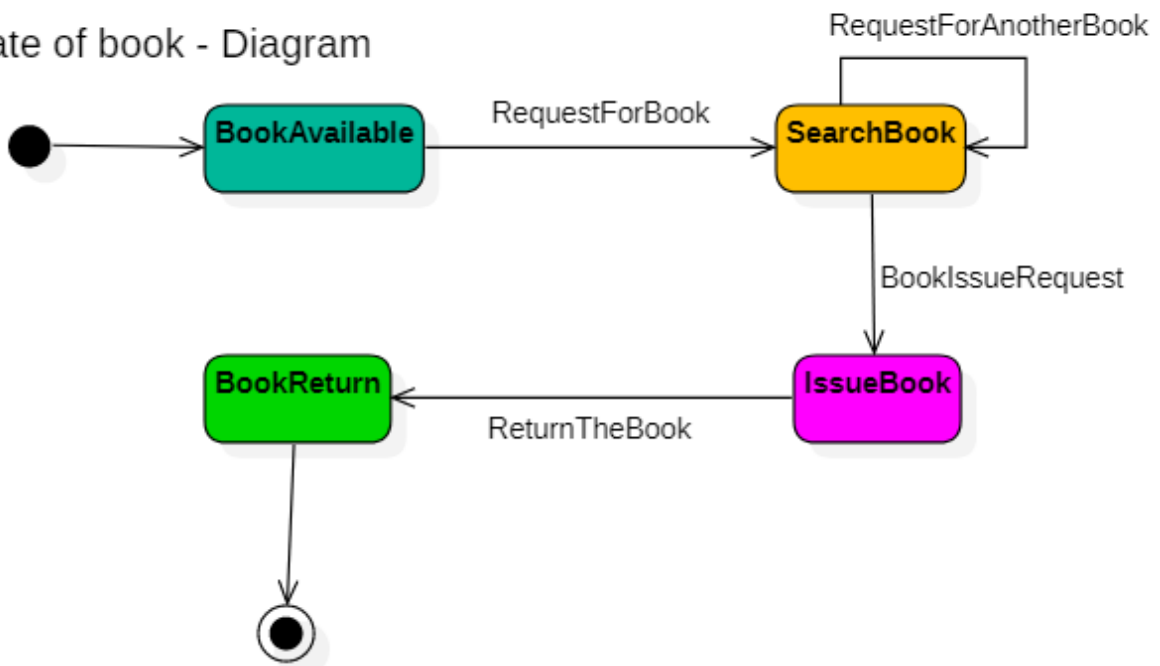 ate of book - Diagram
RequestForAnotherBook
BookAvailable
RequestForBook
SearchBook
BookIssueRequest
BookReturn
IssueBook
ReturnTheBook